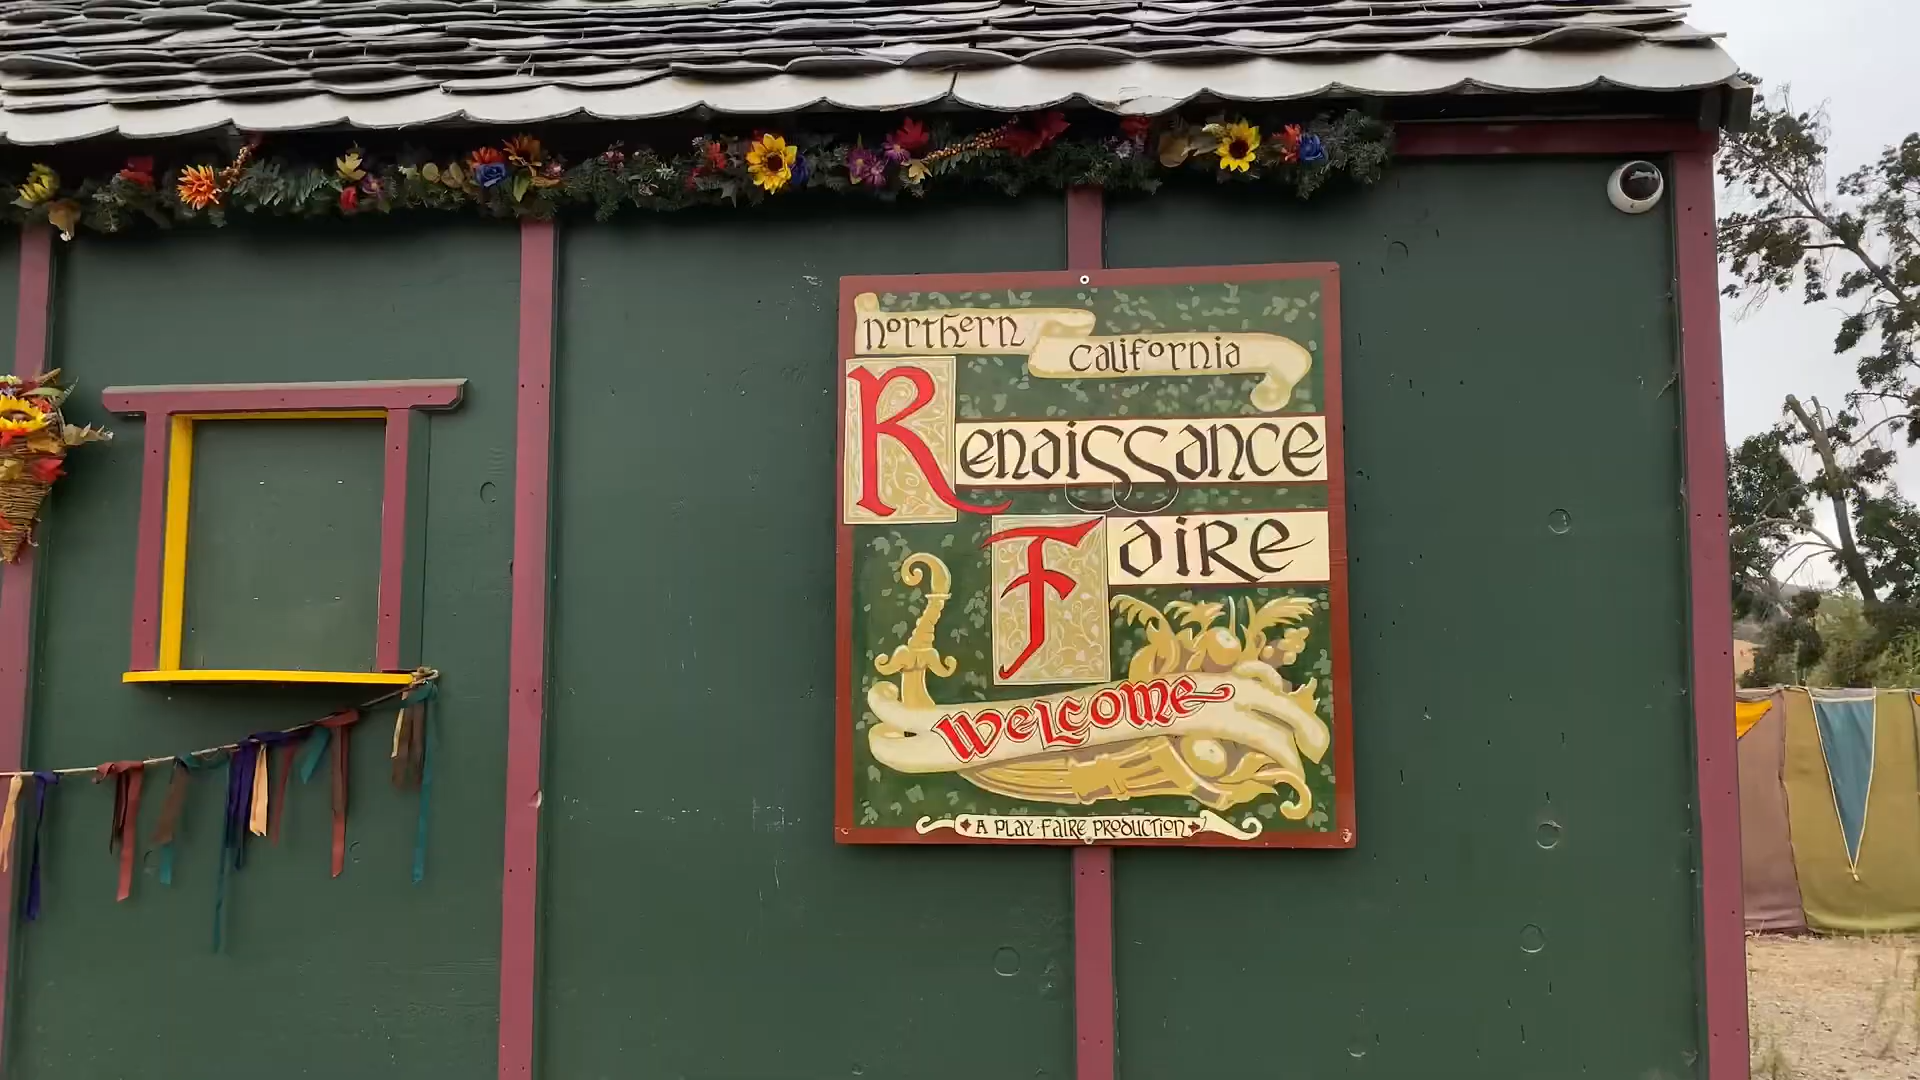 northern
california
Renaissance
Faire
Welcome
A PLAY·FAIRE PRODUCTION